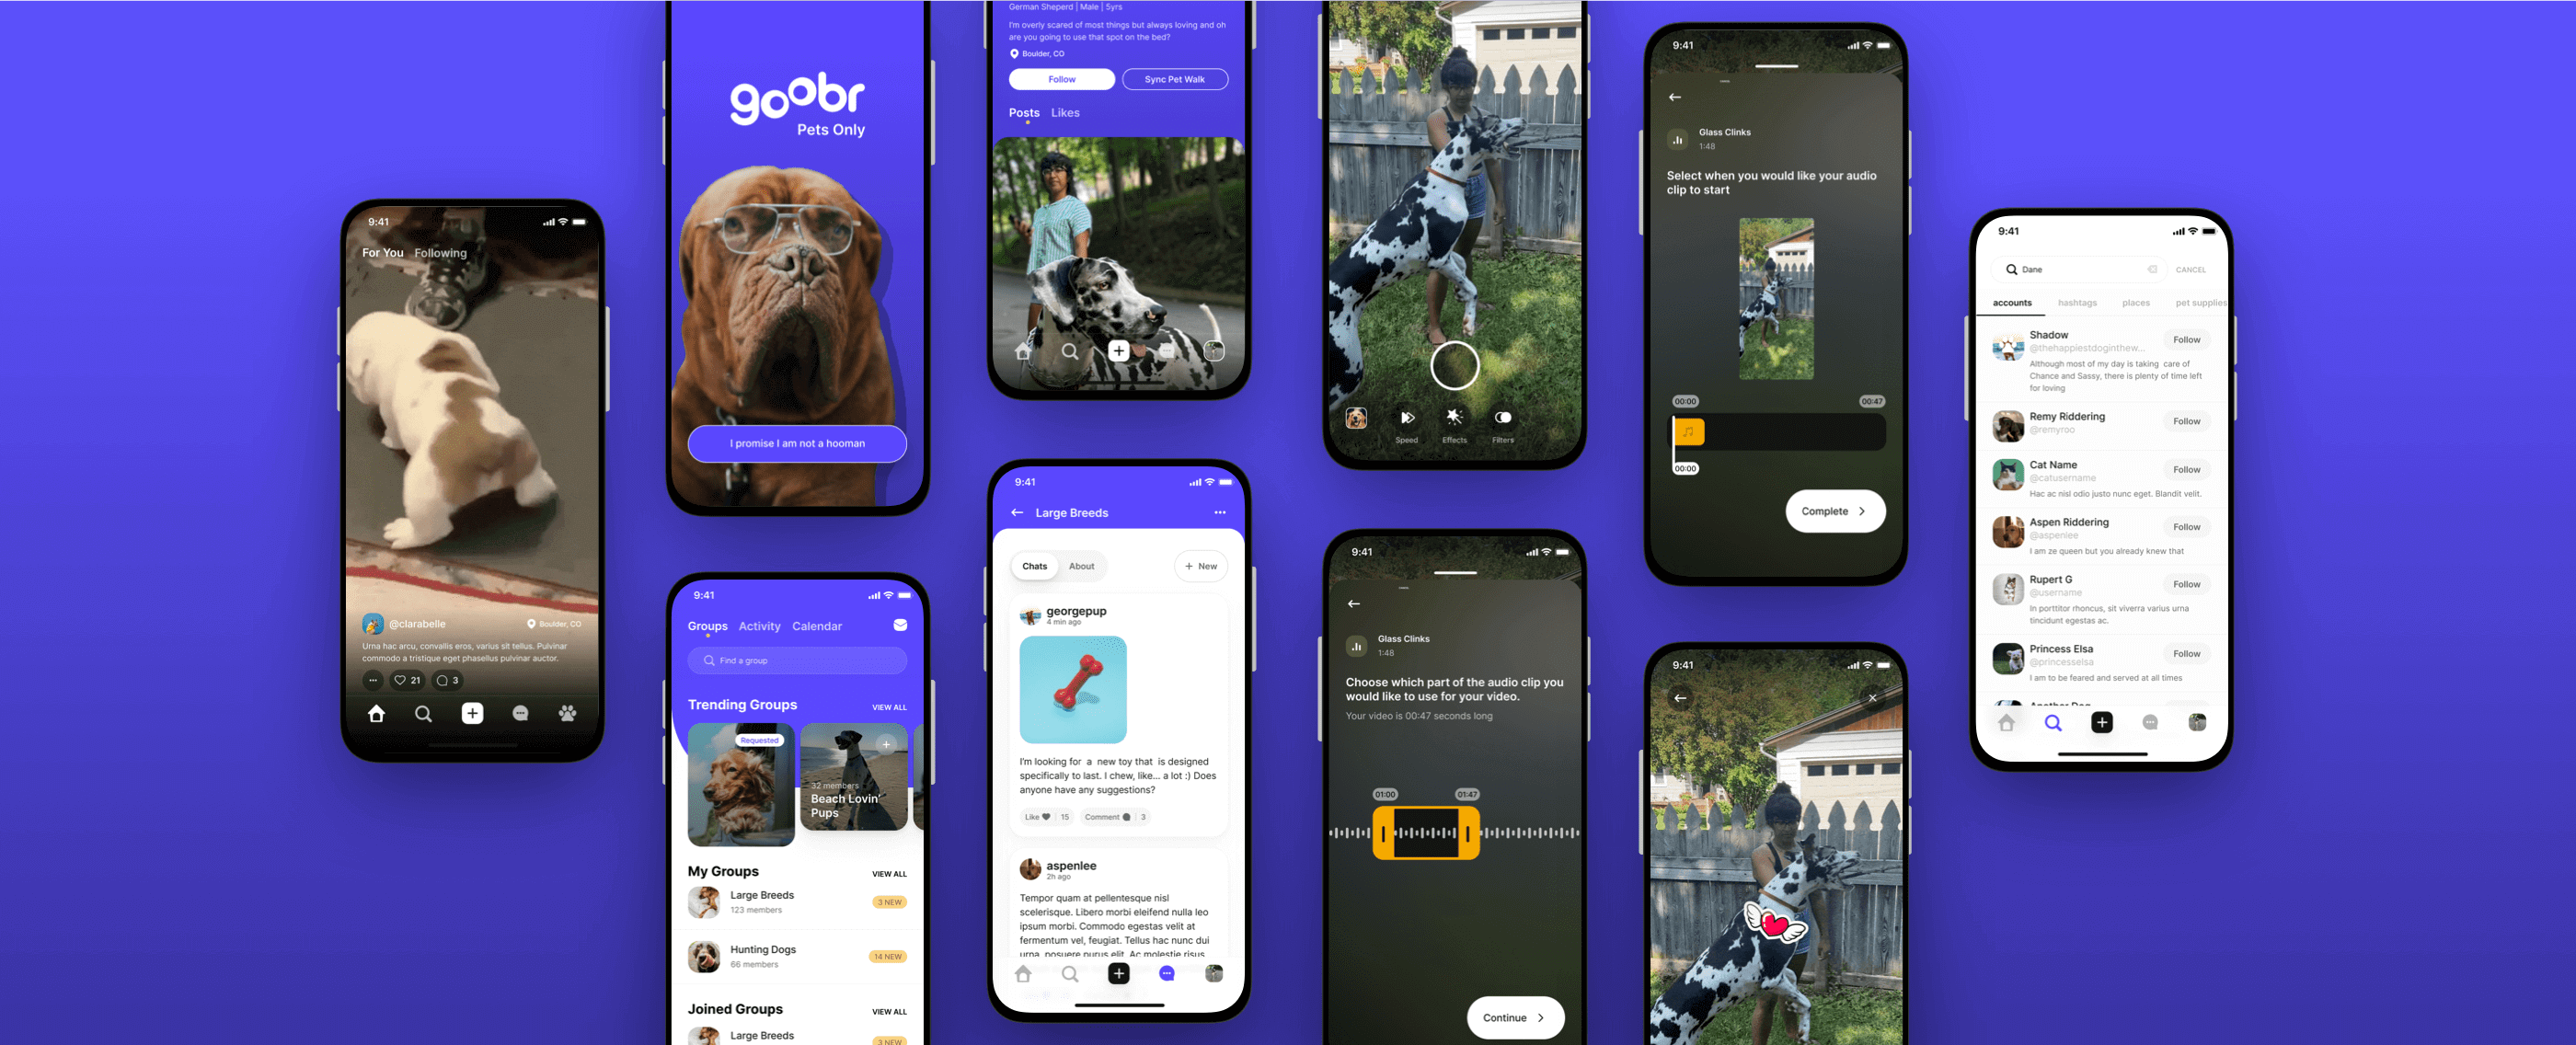 9:41
For You Following
@clarabelle
Boulder, CO
Urna hac arcu, convallis eros, varius sit tellus. Pulvinar
commodo a tristique eget phasellus pulvinar auctor.
21
3
goobr
Pets Only
I promise I am not a hooman
9:41
Groups Activity Calendar
Find a group
Trending Groups VIEW ALL
Requested
32 members
Beach Lovin'
Pups
My Groups VIEW ALL
Large Breeds
123 members
3 NEW
Hunting Dogs
66 members
14 NEW
Joined Groups VIEW ALL
Large Breeds
3 NEW
German Sheperd | Male | 5yrs
I'm overly scared of most things but always loving and oh
are you going to use that spot on the bed?
Boulder, CO
Follow
Sync Pet Walk
Posts Likes
9:41
Large Breeds
Chats About
+ New
georgepup
4 min ago
I'm looking for a new toy that is designed
specifically to last. I chew, like... a lot :) Does
anyone have any suggestions?
Like 15
Comment 3
aspenlee
2h ago
Tempor quam at pellentesque nisl
scelerisque. Libero morbi eleifend nulla leo
ipsum morbi. Commodo egestas velit at
fermentum vel, feugiat. Tellus hac nunc dui
urna, posuere purus elit. Ac molestie risus
Speed Effects Filters
9:41
Glass Clinks
1:48
Choose which part of the audio clip you
would like to use for your video.
Your video is 00:47 seconds long
01:00
01:47
Continue
9:41
Glass Clinks
1:48
Select when you would like your audio
clip to start
00:00
00:47
00:00
Complete
9:41
9:41
Dane
CANCEL
accounts hashtags places pet supplies
Shadow
@thehappiestdoginthew...
Follow
Although most of my day is taking care of
Chance and Sassy, there is plenty of time left
for loving
Remy Riddering
@remyroo
Follow
Cat Name
@catusername
Follow
Hac ac nisl odio justo nunc eget. Blandit velit.
Aspen Riddering
@aspenlee
Follow
I am ze queen but you already knew that
Rupert G
@username
Follow
In porttitor rhoncus, sit viverra varius urna
tincidunt egestas ac.
Princess Elsa
@princesselsa
Follow
I am to be feared and served at all times
Another Dog